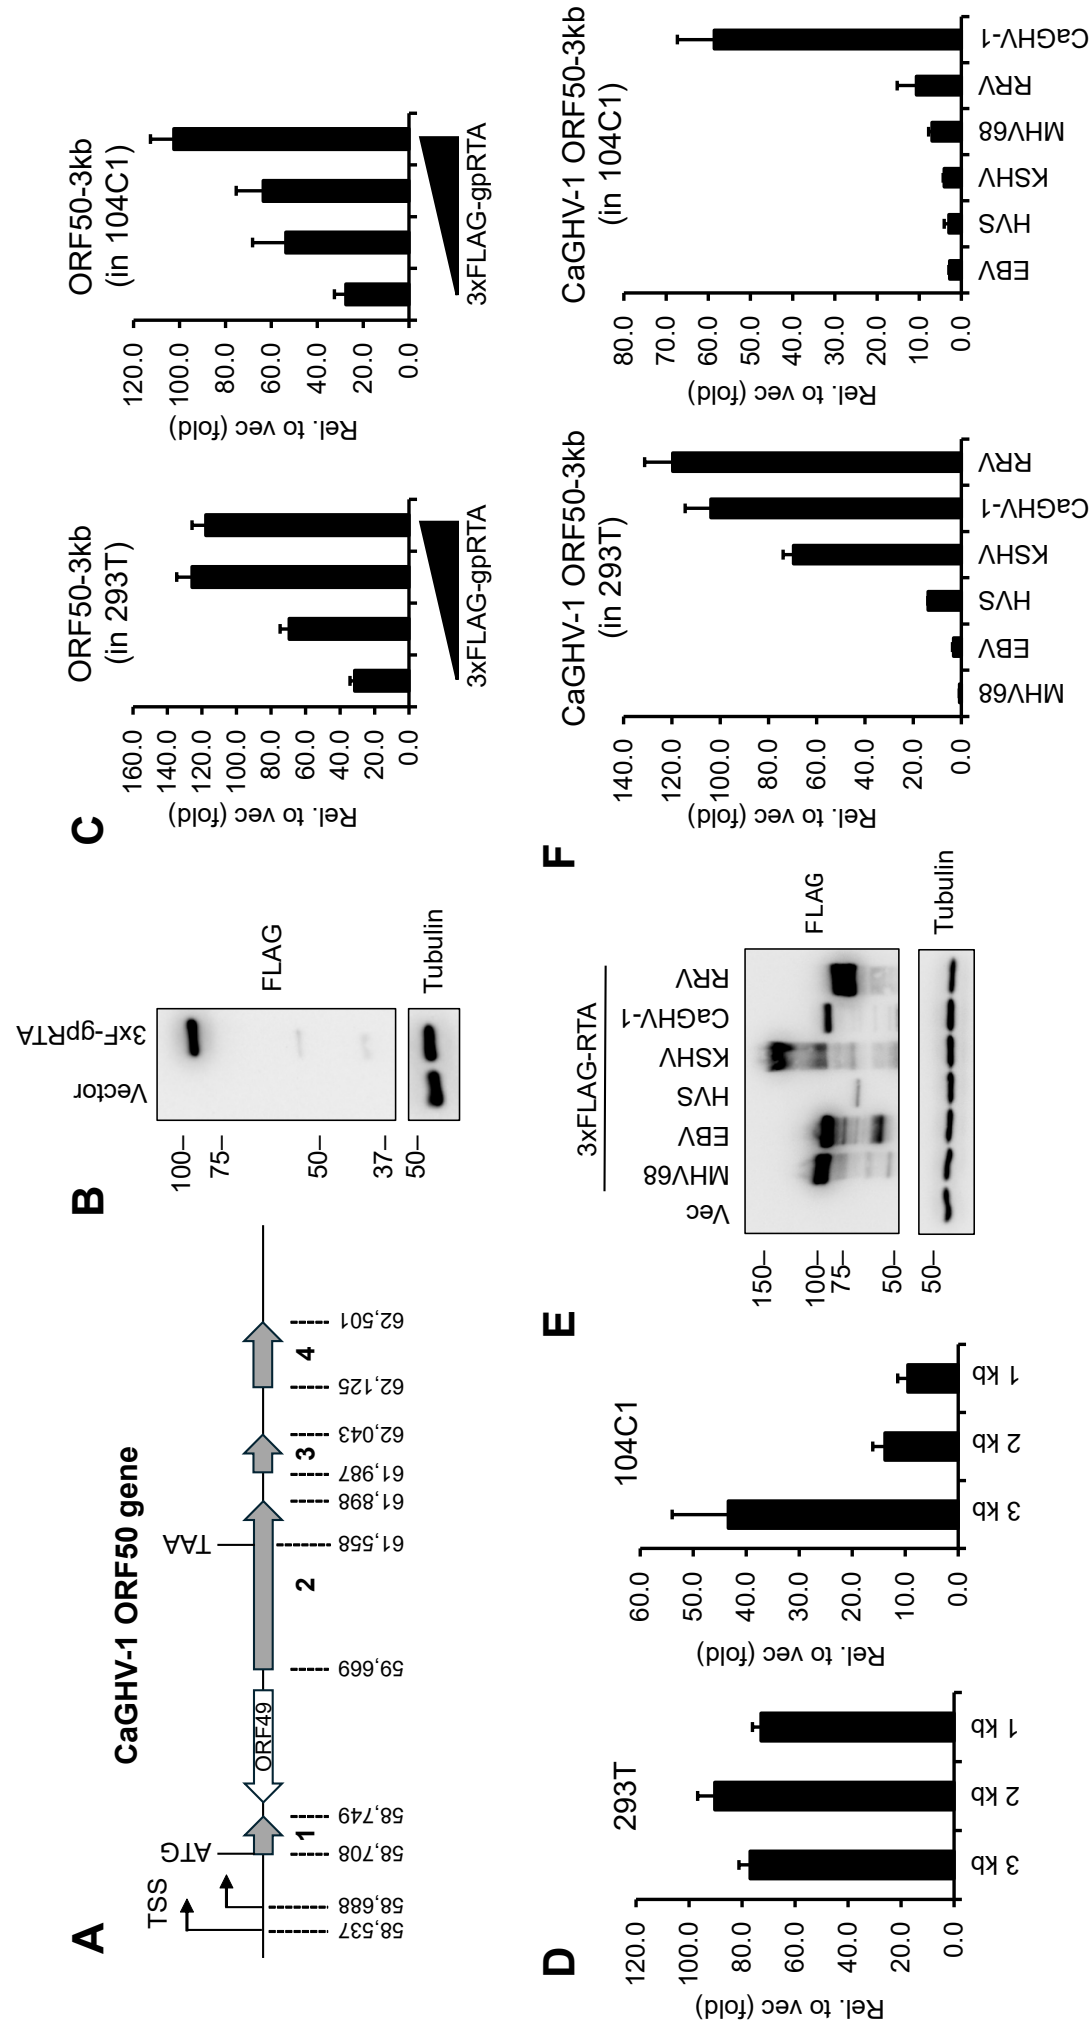 A
CaGHV-1 ORF50 gene
TSS
ATG
TAA
ORF49
1
2
3
4
58,537
58,688
58,708
58,749
59,669
61,558
61,898
61,987
62,043
62,125
62,501
B
Vector
3xF-gpRTA
100–
75–
50–
37–
FLAG
50–
Tubulin
C
ORF50-3kb
(in 293T)
Rel. to vec (fold)
160.0
140.0
120.0
100.0
80.0
60.0
40.0
20.0
0.0
3xFLAG-gpRTA
ORF50-3kb
(in 104C1)
Rel. to vec (fold)
120.0
100.0
80.0
60.0
40.0
20.0
0.0
3xFLAG-gpRTA
D
293T
Rel. to vec (fold)
120.0
100.0
80.0
60.0
40.0
20.0
0.0
3 kb
2 kb
1 kb
104C1
Rel. to vec (fold)
60.0
50.0
40.0
30.0
20.0
10.0
0.0
3 kb
2 kb
1 kb
E
3xFLAG-RTA
Vec
MHV68
EBV
HVS
KSHV
CaGHV-1
RRV
150–
100–
75–
50–
FLAG
50–
Tubulin
F
CaGHV-1 ORF50-3kb
(in 293T)
Rel. to vec (fold)
140.0
120.0
100.0
80.0
60.0
40.0
20.0
0.0
MHV68
EBV
HVS
KSHV
CaGHV-1
RRV
CaGHV-1 ORF50-3kb
(in 104C1)
Rel. to vec (fold)
80.0
70.0
60.0
50.0
40.0
30.0
20.0
10.0
0.0
EBV
HVS
KSHV
MHV68
RRV
CaGHV-1